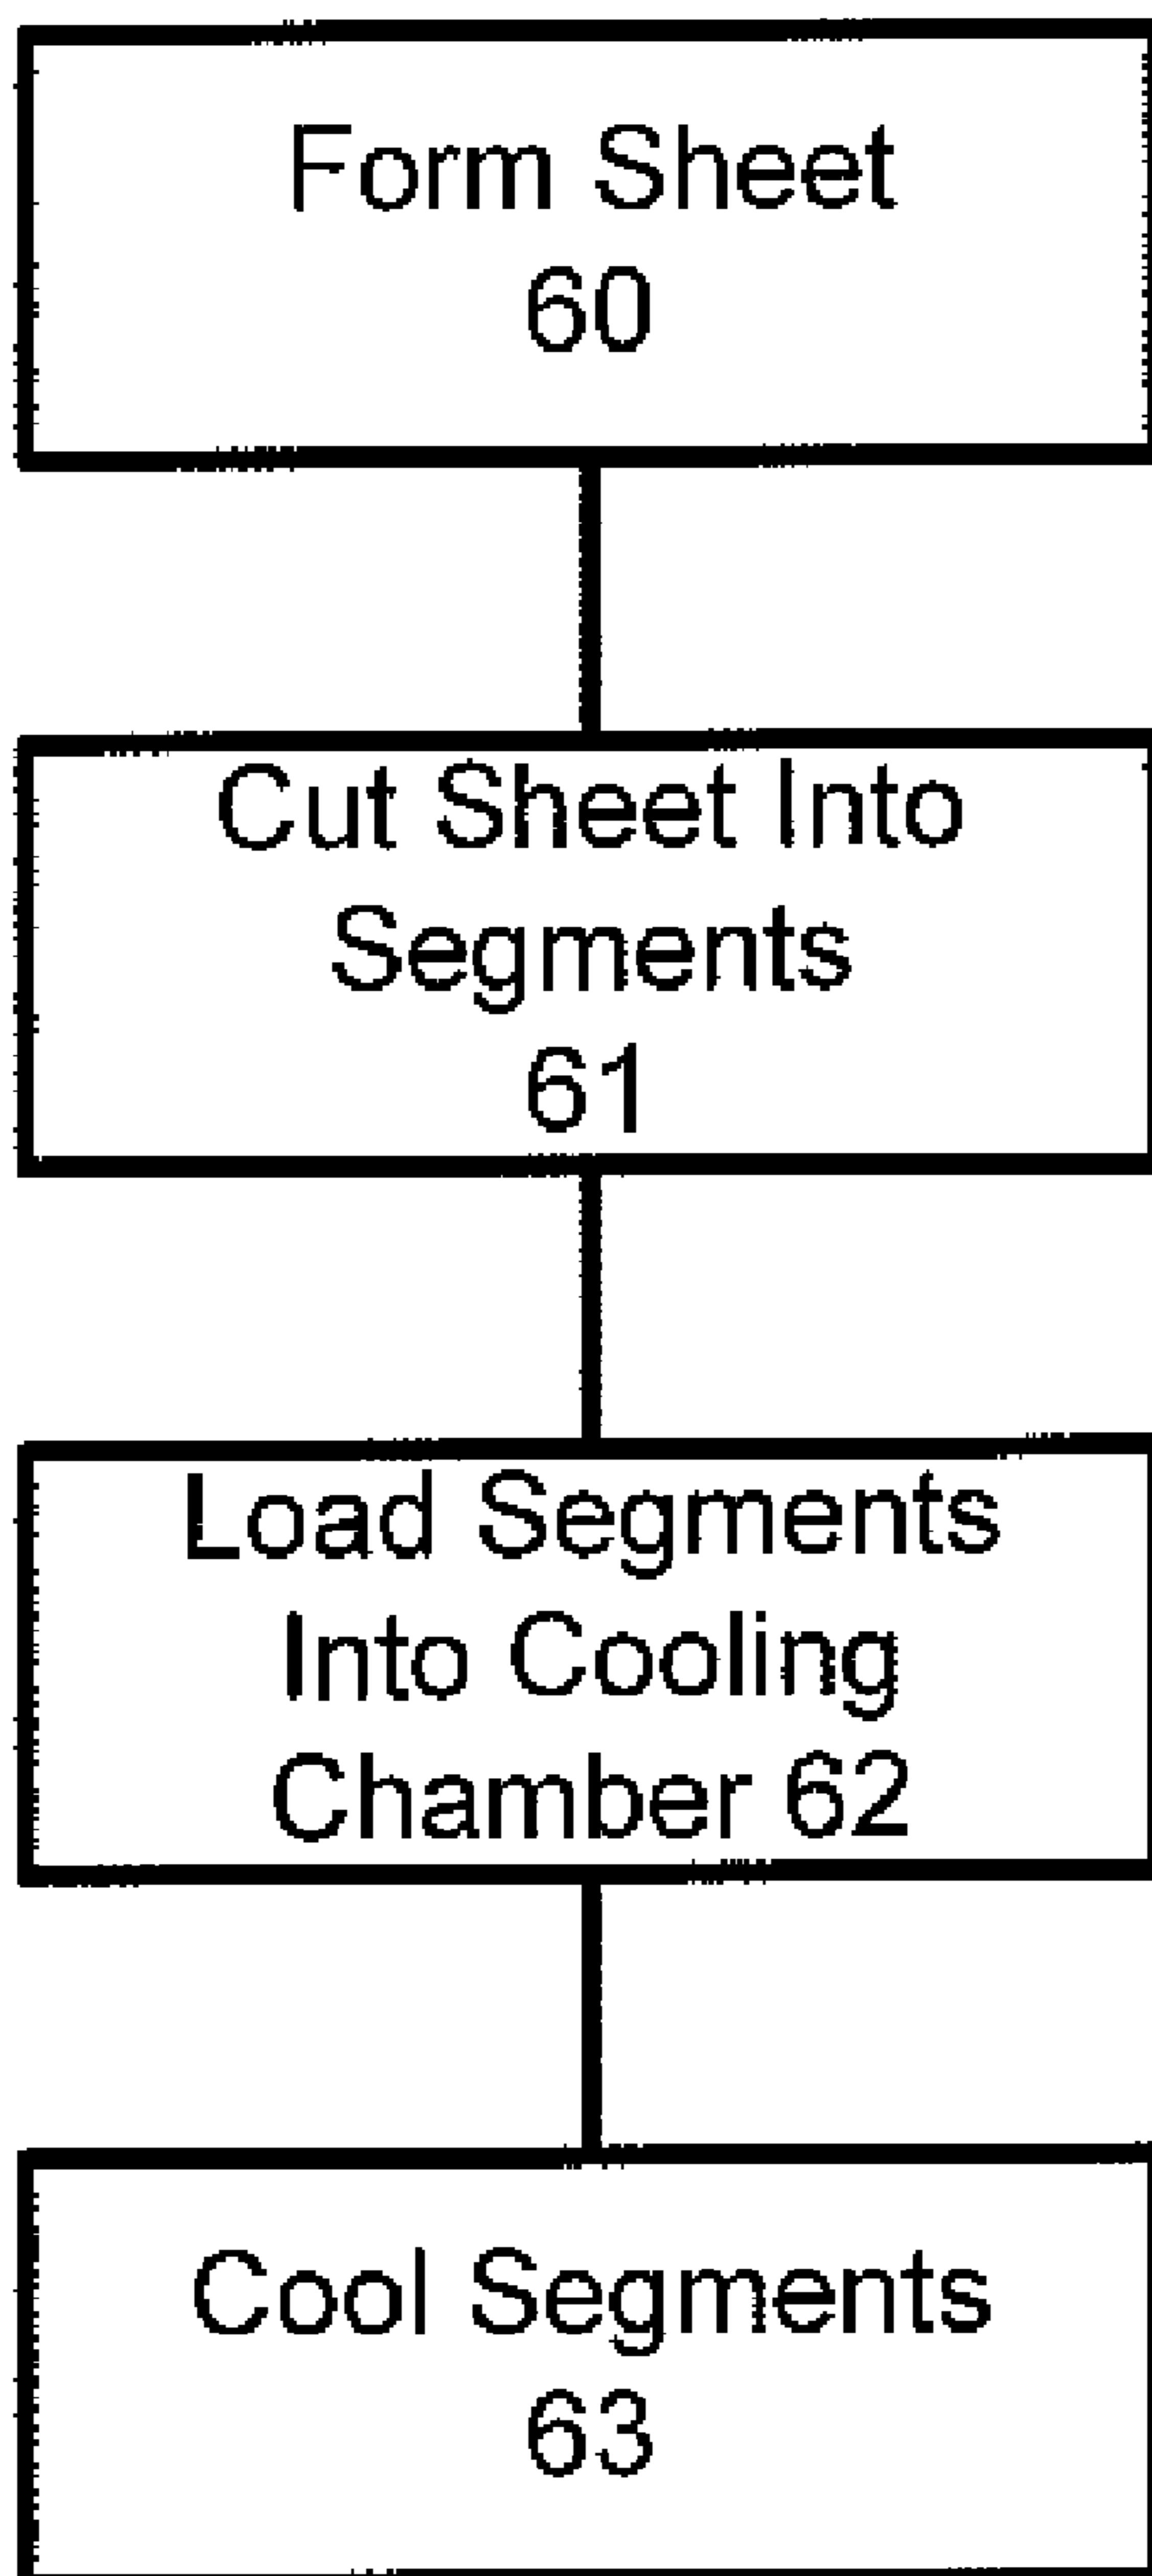 Form Sheet
60
Cut Sheet Into
Segments
61
Load Segments
Into Cooling
Chamber 62
Cool Segments
63